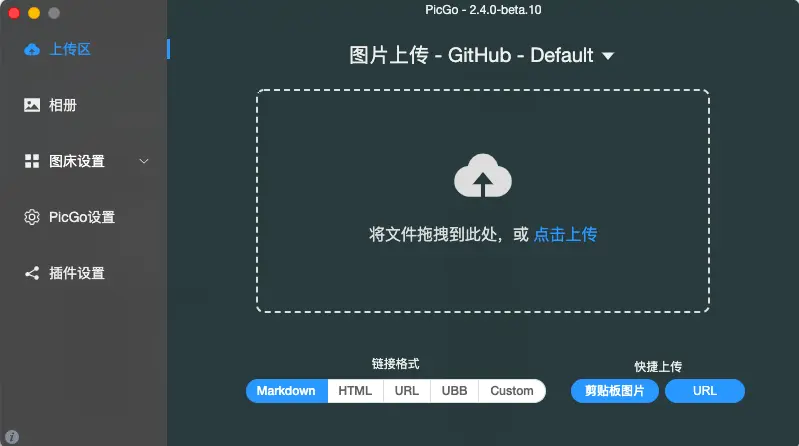 PicGo - 2.4.0-beta.10
上传区
相册
图床设置
PicGo设置
插件设置
图片上传 - GitHub - Default
将文件拖拽到此处，或 点击上传
链接格式
Markdown HTML URL UBB Custom
快捷上传
剪贴板图片 URL